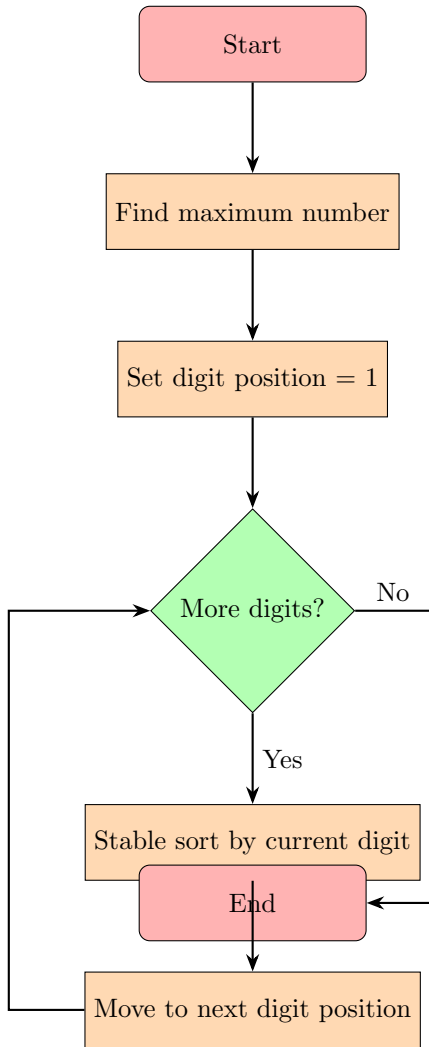 Start
Find maximum number
Set digit position = 1
More digits?
No
Yes
Stable sort by current digit
End
Move to next digit position